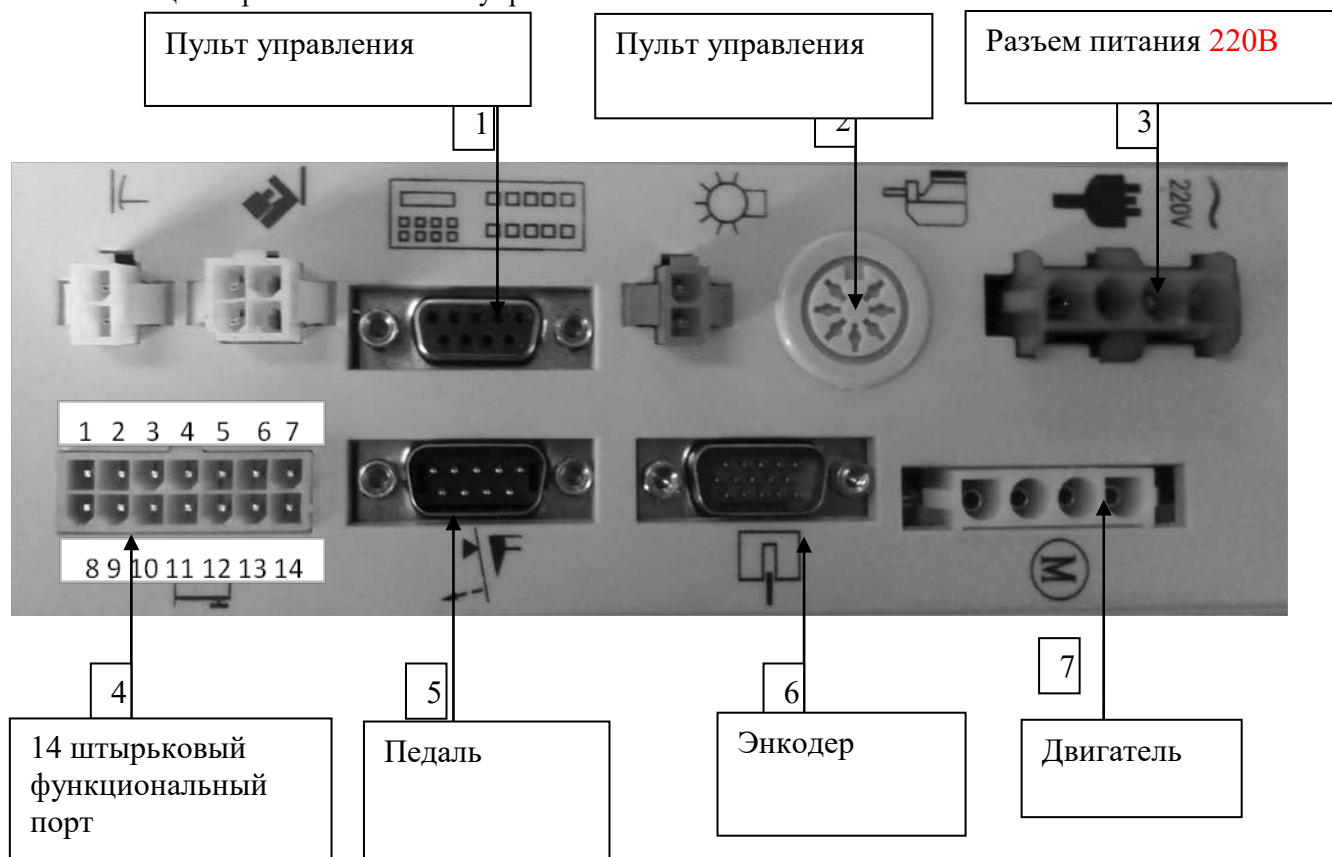 Пульт управления
Пульт управления
Разъем питания 220В
1
2
3
220V
1 2 3 4 5 6 7
8 9 10 11 12 13 14
M
4
5
6
7
14 штырьковый
функциональный
порт
Педаль
Энкодер
Двигатель